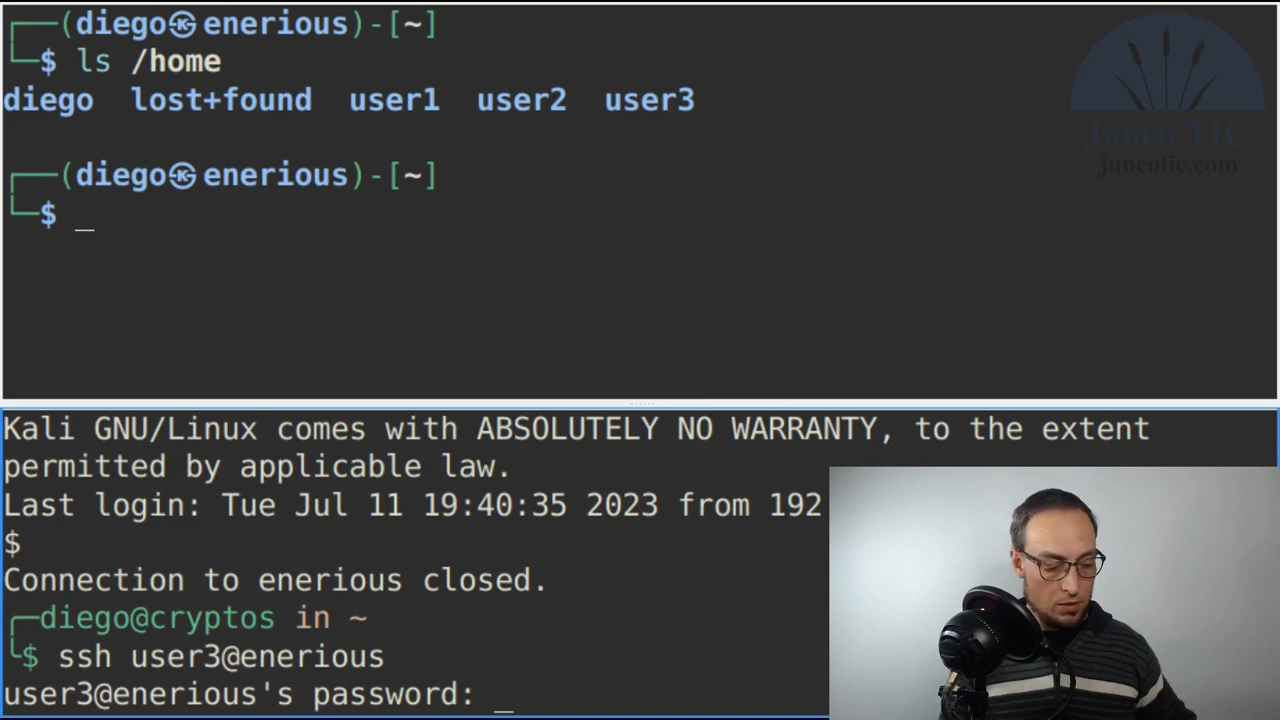 ┌──(diego㉿enerious)-[~]
└─$ ls /home
diego  lost+found  user1  user2  user3
┌──(diego㉿enerious)-[~]
└─$ _
Junco TIC
juncotic.com
Kali GNU/Linux comes with ABSOLUTELY NO WARRANTY, to the extent
permitted by applicable law.
Last login: Tue Jul 11 19:40:35 2023 from 192
$
Connection to enerious closed.
┌─diego@cryptos in ~
└$ ssh user3@enerious
user3@enerious's password: _